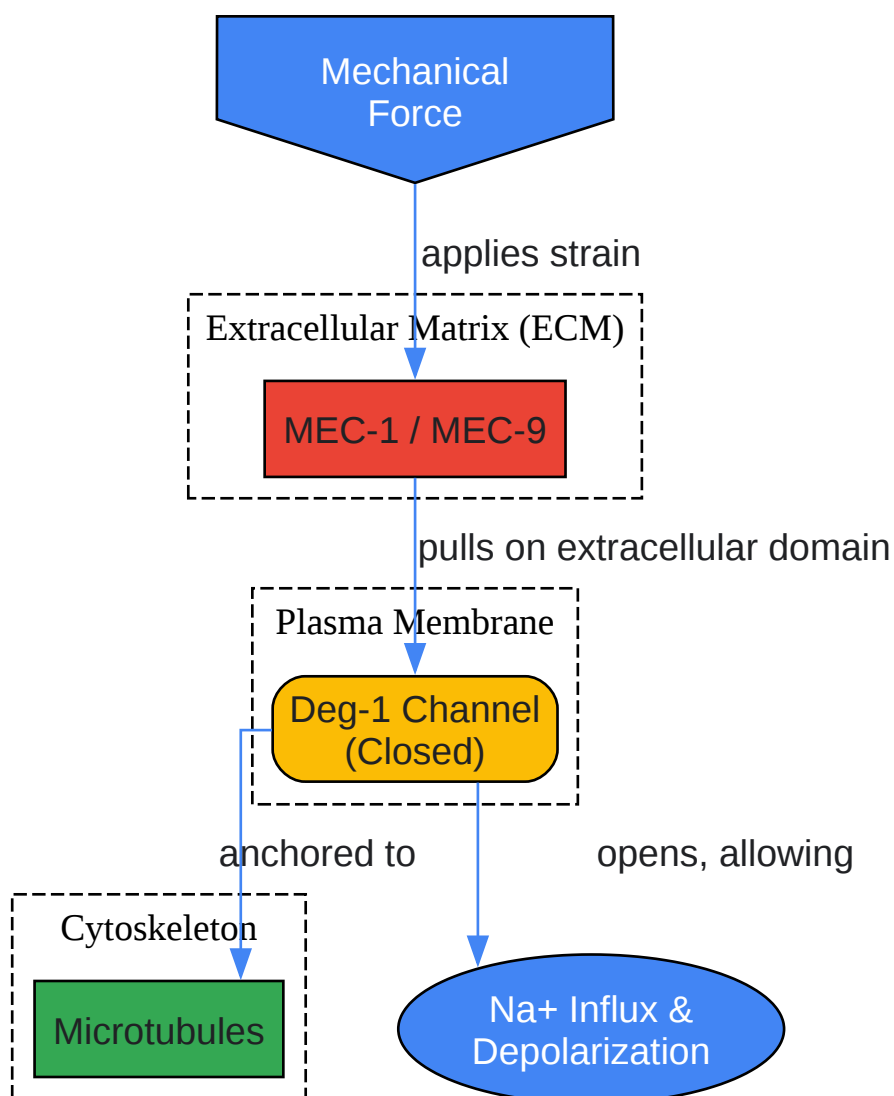 Mechanical
Force
applies strain
Extracellular Matrix (ECM)
MEC-1 / MEC-9
pulls on extracellular domain
Plasma Membrane
Deg-1 Channel
(Closed)
anchored to
opens, allowing
Cytoskeleton
Microtubules
Na+ Influx &
Depolarization